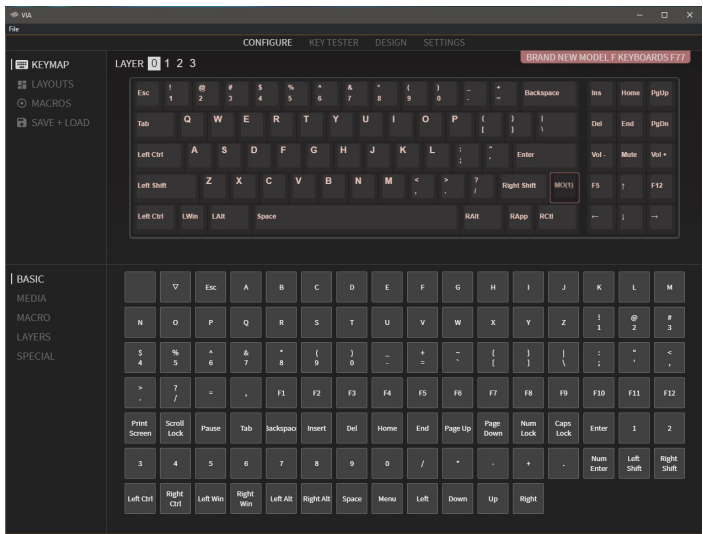 VIA
File
CONFIGURE KEY TESTER DESIGN SETTINGS
BRAND NEW MODEL F KEYBOARDS F77
KEYMAP
LAYOUTS
MACROS
SAVE + LOAD
LAYER 0 1 2 3
Esc ! @ # $ % ^ & * ( ) _ + Backspace Ins Home PgUp
1 2 3 4 5 6 7 8 9 0 - =
Tab Q W E R T Y U I O P { } | Del End PgDn
[ ] \
Left Ctrl A S D F G H J K L : " Enter Vol - Mute Vol +
; '
Left Shift Z X C V B N M < > ? Right Shift MO(1) F5 ↑ F12
, . /
Left Ctrl LWin LAlt Space RAlt RApp RCtl ← ↓ →
BASIC
MEDIA
MACRO
LAYERS
SPECIAL
▽ Esc A B C D E F G H I J K L M
N O P Q R S T U V W X Y Z ! @ #
1 2 3
$ % ^ & * ( ) _ + ~ { } | : " <
4 5 6 7 8 9 0 - = ` [ ] \ ; ' ,
> ? = , F1 F2 F3 F4 F5 F6 F7 F8 F9 F10 F11 F12
. /
Print Scroll Pause Tab Backspac Insert Del Home End Page Up Page Num Caps Enter 1 2
Screen Lock Down Lock Lock
3 4 5 6 7 8 9 0 / * - + . Num Left Right
Enter Shift Shift
Left Ctrl Right Left Win Right Left Alt Right Alt Space Menu Left Down Up Right
Ctrl Win